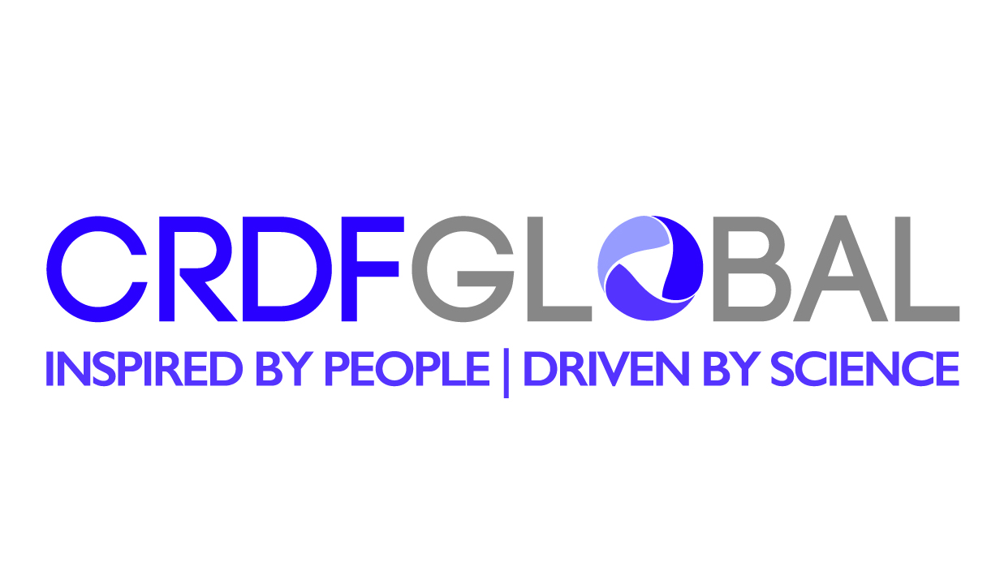 CRDFGLOBAL
INSPIRED BY PEOPLE | DRIVEN BY SCIENCE